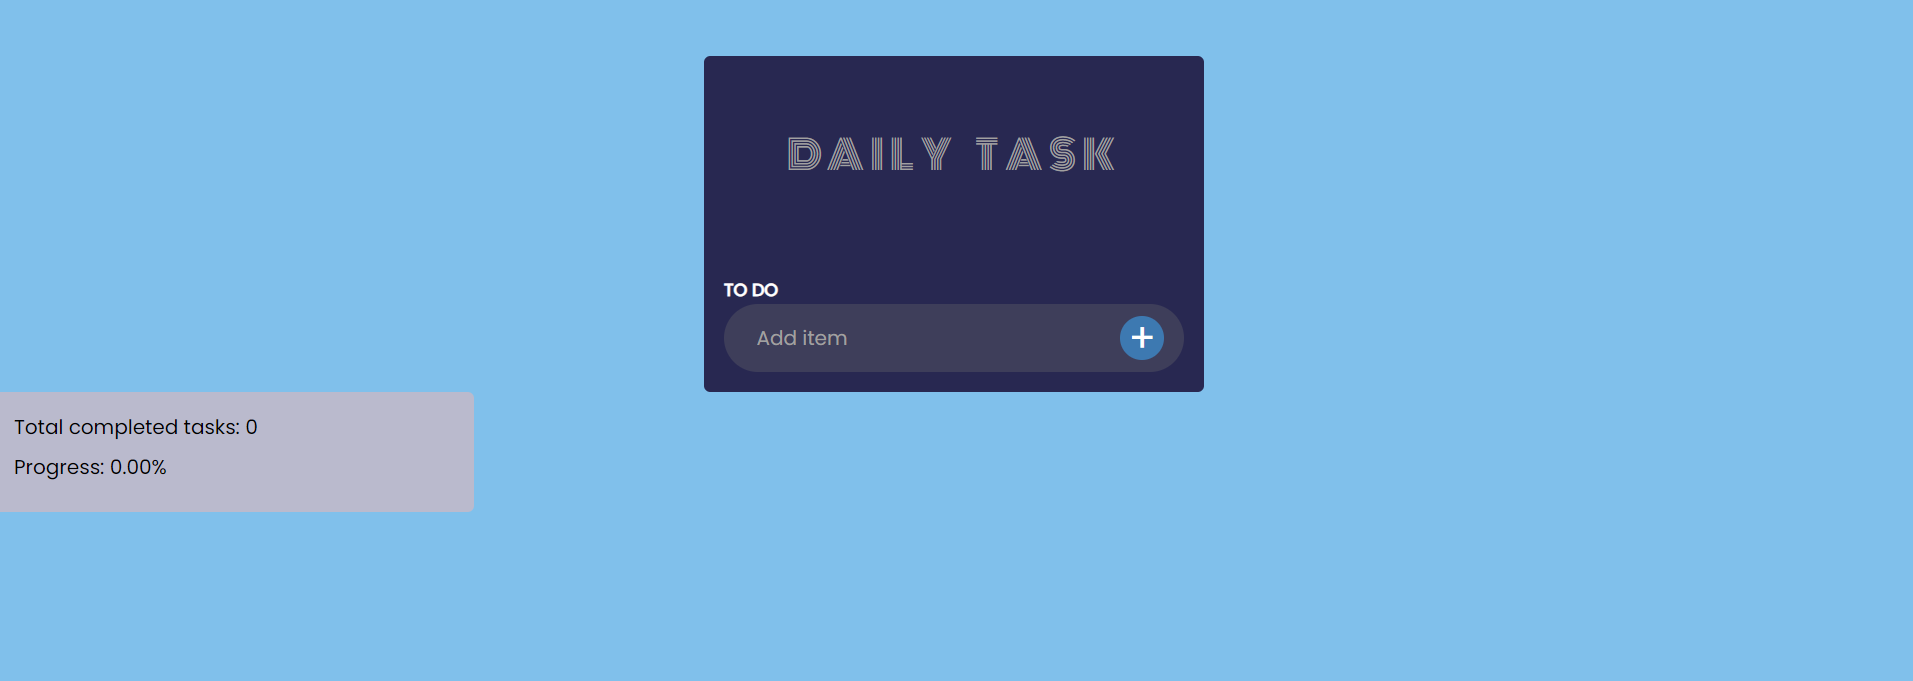 DAILY TASK
TO DO
Add item
Total completed tasks: 0
Progress: 0.00%